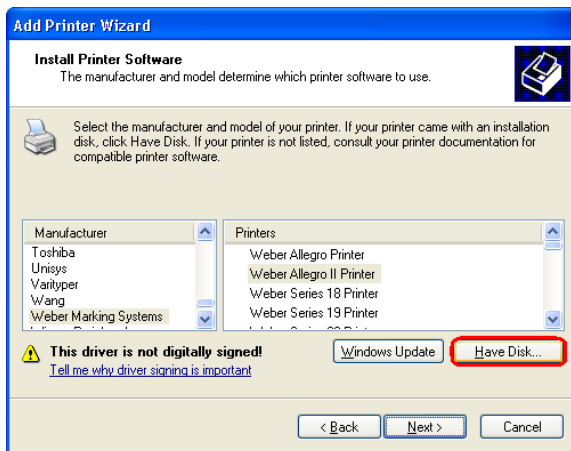 Add Printer Wizard
Install Printer Software
The manufacturer and model determine which printer software to use.
Select the manufacturer and model of your printer. If your printer came with an installation
disk, click Have Disk. If your printer is not listed, consult your printer documentation for
compatible printer software.
Manufacturer
Toshiba
Unisys
Varityper
Wang
Weber Marking Systems
Printers
Weber Allegro Printer
Weber Allegro II Printer
Weber Series 18 Printer
Weber Series 19 Printer
This driver is not digitally signed!
Tell me why driver signing is important
Windows Update
Have Disk...
< Back
Next >
Cancel